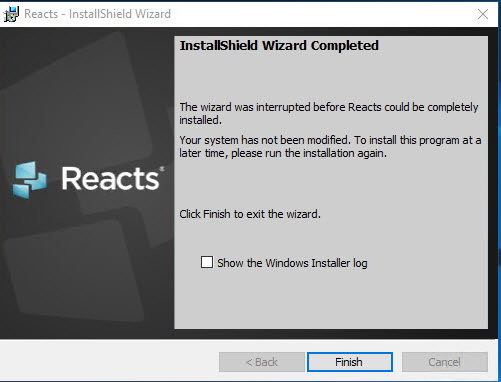 Reacts - InstallShield Wizard
InstallShield Wizard Completed
The wizard was interrupted before Reacts could be completely
installed.
Your system has not been modified. To install this program at a
later time, please run the installation again.
Reacts®
Click Finish to exit the wizard.
Show the Windows Installer log
< Back
Finish
Cancel